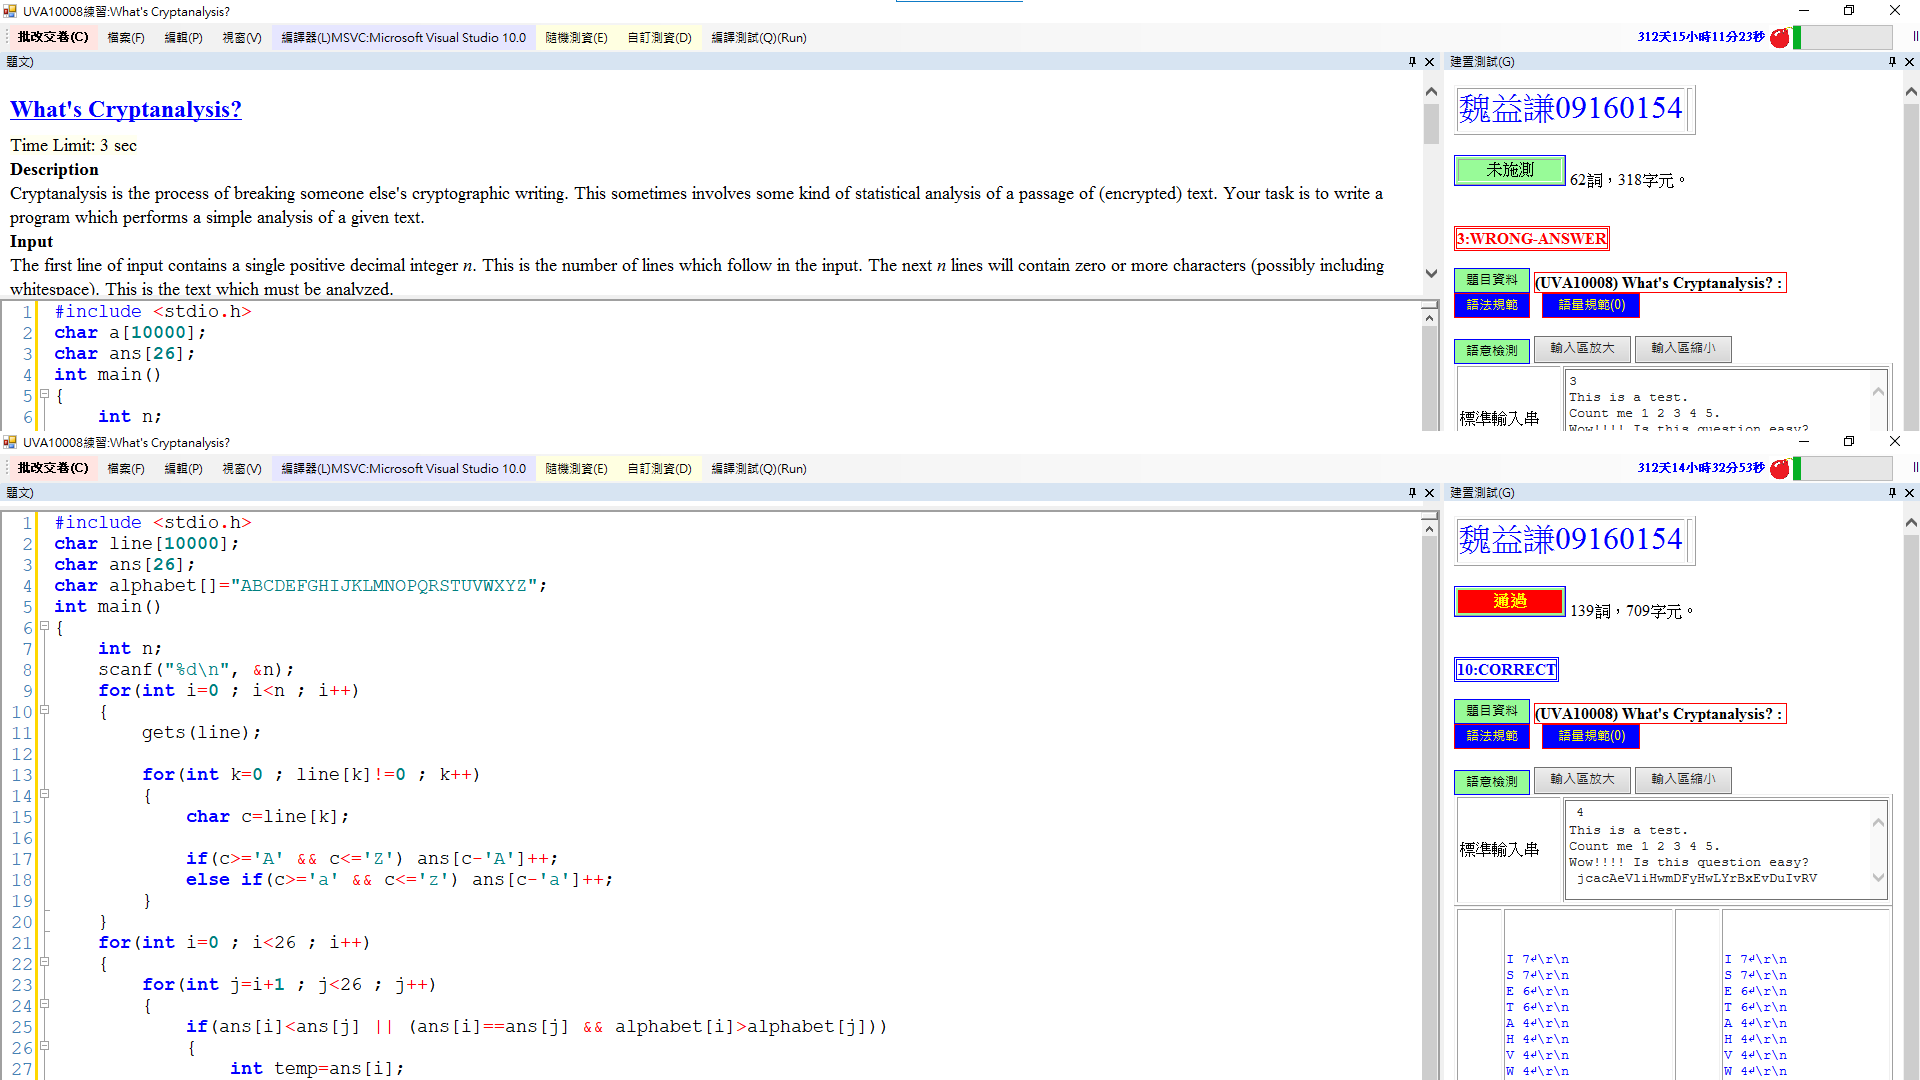 UVA10008練習:What's Cryptanalysis?
批改交卷(C) 檔案(F) 編輯(P) 視窗(V) 編譯器(L)MSVC:Microsoft Visual Studio 10.0 隨機測資(E) 自訂測資(D) 編譯測試(Q)(Run) 312天15小時11分23秒
題文)
建置測試(G)
What's Cryptanalysis?
Time Limit: 3 sec
Description
Cryptanalysis is the process of breaking someone else's cryptographic writing. This sometimes involves some kind of statistical analysis of a passage of (encrypted) text. Your task is to write a
program which performs a simple analysis of a given text.
Input
The first line of input contains a single positive decimal integer n. This is the number of lines which follow in the input. The next n lines will contain zero or more characters (possibly including
whitespace). This is the text which must be analyzed.
1 #include <stdio.h>
2 char a[10000];
3 char ans[26];
4 int main()
5 {
6 int n;
魏益謙09160154
未施測 62詞，318字元。
3:WRONG-ANSWER
題目資料 (UVA10008) What's Cryptanalysis? :
語法規範 語量規範(0)
語意檢測 輸入區放大 輸入區縮小
標準輸入串
3
This is a test.
Count me 1 2 3 4 5.
Wow!!!! Is this question easy?
UVA10008練習:What's Cryptanalysis?
批改交卷(C) 檔案(F) 編輯(P) 視窗(V) 編譯器(L)MSVC:Microsoft Visual Studio 10.0 隨機測資(E) 自訂測資(D) 編譯測試(Q)(Run) 312天14小時32分53秒
題文)
建置測試(G)
1 #include <stdio.h>
2 char line[10000];
3 char ans[26];
4 char alphabet[]="ABCDEFGHIJKLMNOPQRSTUVWXYZ";
5 int main()
6 {
7 int n;
8 scanf("%d\n", &n);
9 for(int i=0 ; i<n ; i++)
10 {
11 gets(line);
12
13 for(int k=0 ; line[k]!=0 ; k++)
14 {
15 char c=line[k];
16
17 if(c>='A' && c<='Z') ans[c-'A']++;
18 else if(c>='a' && c<='z') ans[c-'a']++;
19 }
20 }
21 for(int i=0 ; i<26 ; i++)
22 {
23 for(int j=i+1 ; j<26 ; j++)
24 {
25 if(ans[i]<ans[j] || (ans[i]==ans[j] && alphabet[i]>alphabet[j]))
26 {
27 int temp=ans[i];
魏益謙09160154
通過 139詞，709字元。
10:CORRECT
題目資料 (UVA10008) What's Cryptanalysis? :
語法規範 語量規範(0)
語意檢測 輸入區放大 輸入區縮小
標準輸入串
4
This is a test.
Count me 1 2 3 4 5.
Wow!!!! Is this question easy?
jcacAeVliHwmDFyHwLYrBxEvDuIvRV
I 7↵\r\n I 7↵\r\n
S 7↵\r\n S 7↵\r\n
E 6↵\r\n E 6↵\r\n
T 6↵\r\n T 6↵\r\n
A 4↵\r\n A 4↵\r\n
H 4↵\r\n H 4↵\r\n
V 4↵\r\n V 4↵\r\n
W 4↵\r\n W 4↵\r\n